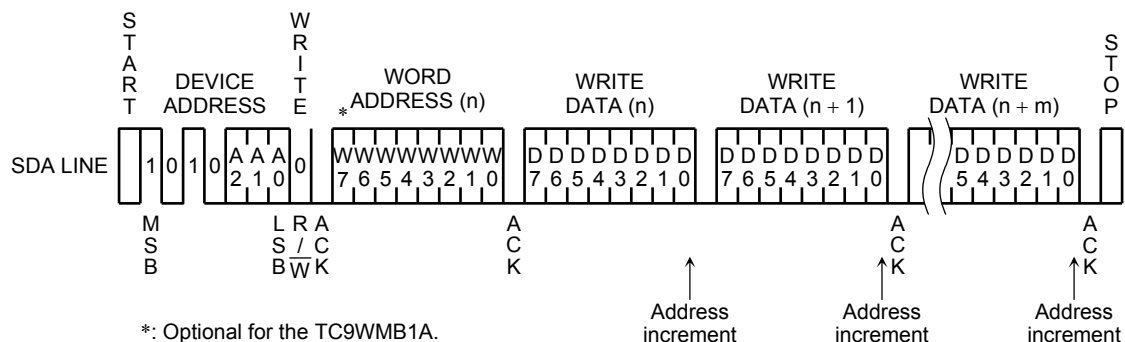 START
WRITE
STOP
DEVICE
ADDRESS
WORD
ADDRESS (n)
*
WRITE
DATA (n)
WRITE
DATA (n + 1)
WRITE
DATA (n + m)
SDA LINE
1 0 1 0 A2 A1 A0 0 W7 W6 W5 W4 W3 W2 W1 W0 D7 D6 D5 D4 D3 D2 D1 D0 D7 D6 D5 D4 D3 D2 D1 D0 D5 D4 D3 D2 D1 D0
MSB
LSB
R/W
ACK
ACK
ACK
ACK
Address
increment
Address
increment
Address
increment
*: Optional for the TC9WMB1A.